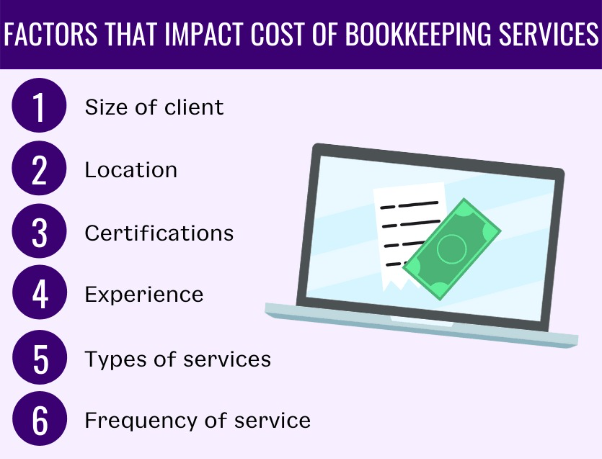 FACTORS THAT IMPACT COST OF BOOKKEEPING SERVICES
1 Size of client
2 Location
3 Certifications
4 Experience
5 Types of services
6 Frequency of service